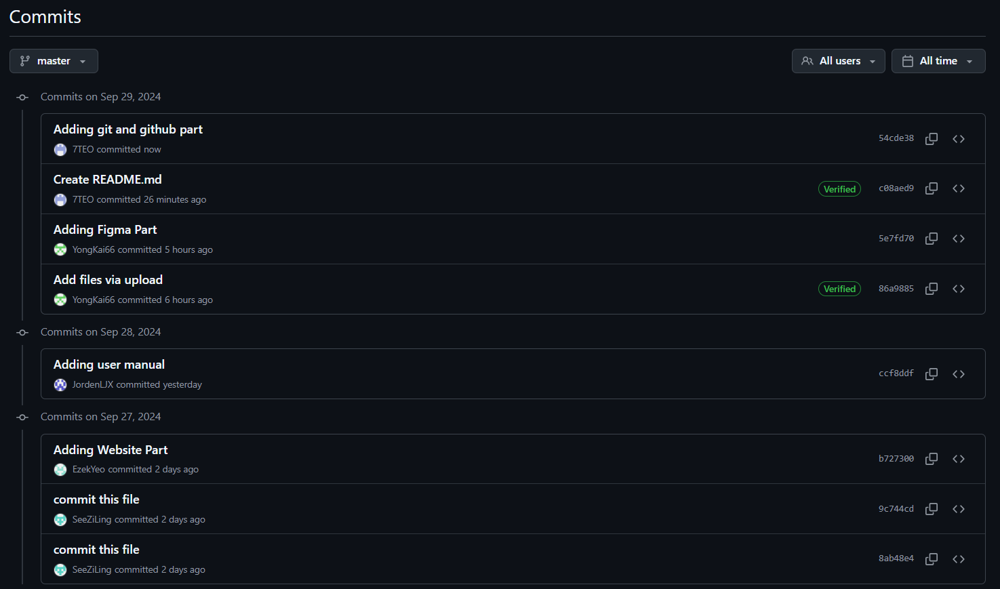 Commits
master
All users
All time
Commits on Sep 29, 2024
Adding git and github part
7TEO committed now
54cde38
Create README.md
7TEO committed 26 minutes ago
Verified
c08aed9
Adding Figma Part
YongKai66 committed 5 hours ago
5e7fd70
Add files via upload
YongKai66 committed 6 hours ago
Verified
86a9885
Commits on Sep 28, 2024
Adding user manual
JordenLJX committed yesterday
ccf8ddf
Commits on Sep 27, 2024
Adding Website Part
EzekYeo committed 2 days ago
b727300
commit this file
SeeZiLing committed 2 days ago
9c744cd
commit this file
SeeZiLing committed 2 days ago
8ab48e4